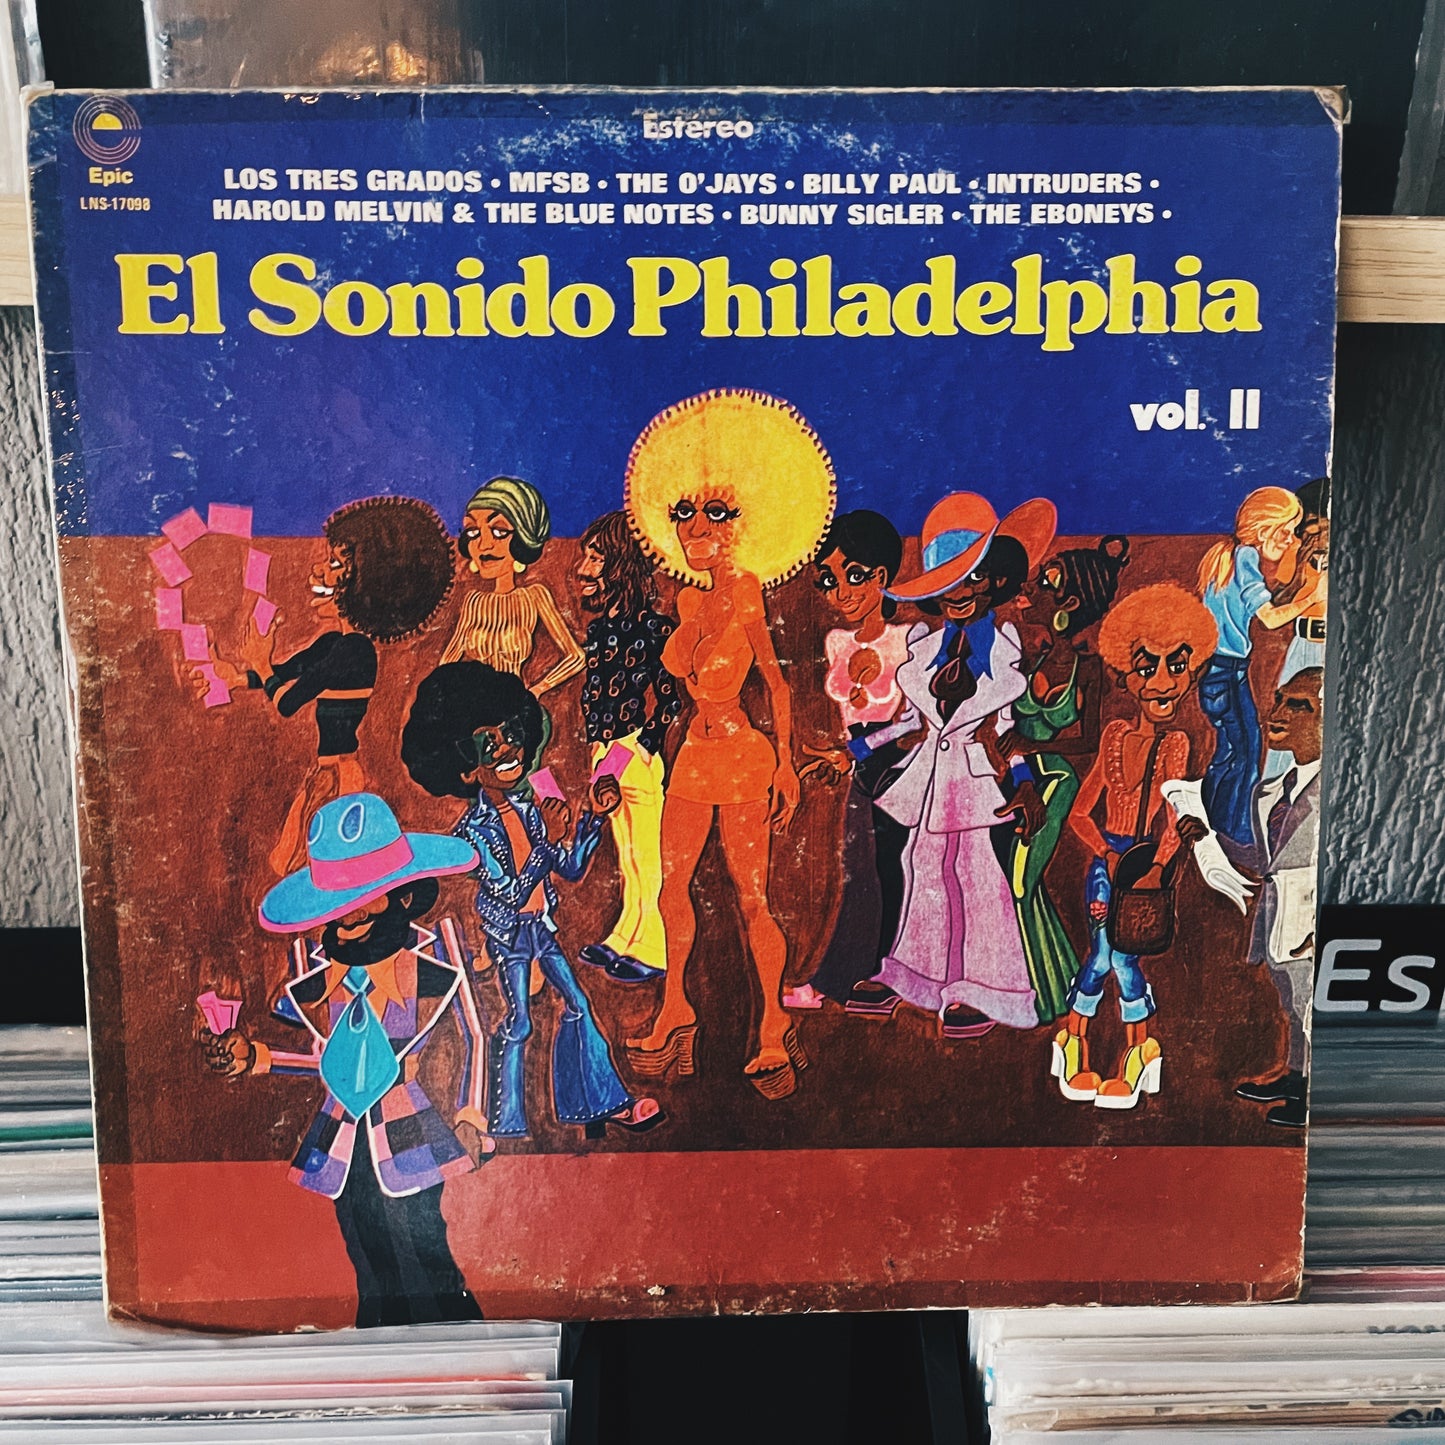 Estéreo
Epic
LNS-17098
LOS TRES GRADOS • MFSB • THE O'JAYS • BILLY PAUL • INTRUDERS •
HAROLD MELVIN & THE BLUE NOTES • BUNNY SIGLER • THE EBONEYS •
El Sonido Philadelphia
vol. II
Es